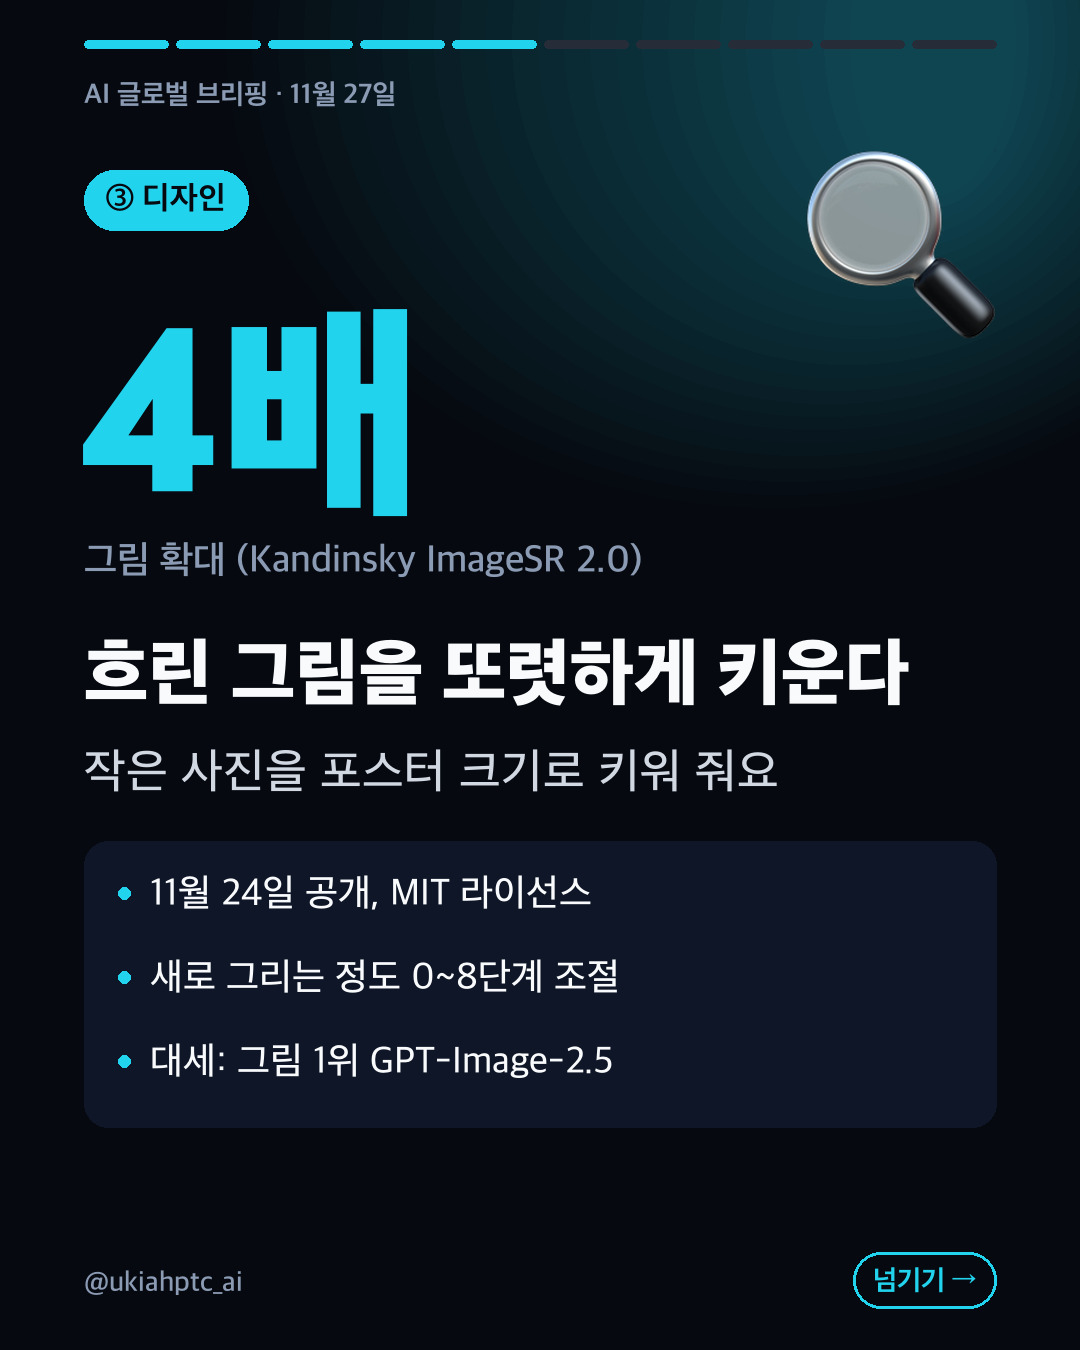 AI 글로벌 브리핑 · 11월 27일
③ 디자인
4배
그림 확대 (Kandinsky ImageSR 2.0)
흐린 그림을 또렷하게 키운다
작은 사진을 포스터 크기로 키워 줘요
• 11월 24일 공개, MIT 라이선스
• 새로 그리는 정도 0~8단계 조절
• 대세: 그림 1위 GPT-Image-2.5
@ukiahptc_ai
넘기기 →